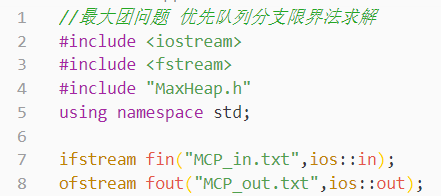 1 //最大团问题 优先队列分支限界法求解
2 #include <iostream>
3 #include <fstream>
4 #include "MaxHeap.h"
5 using namespace std;
6
7 ifstream fin("MCP_in.txt",ios::in);
8 ofstream fout("MCP_out.txt",ios::out);